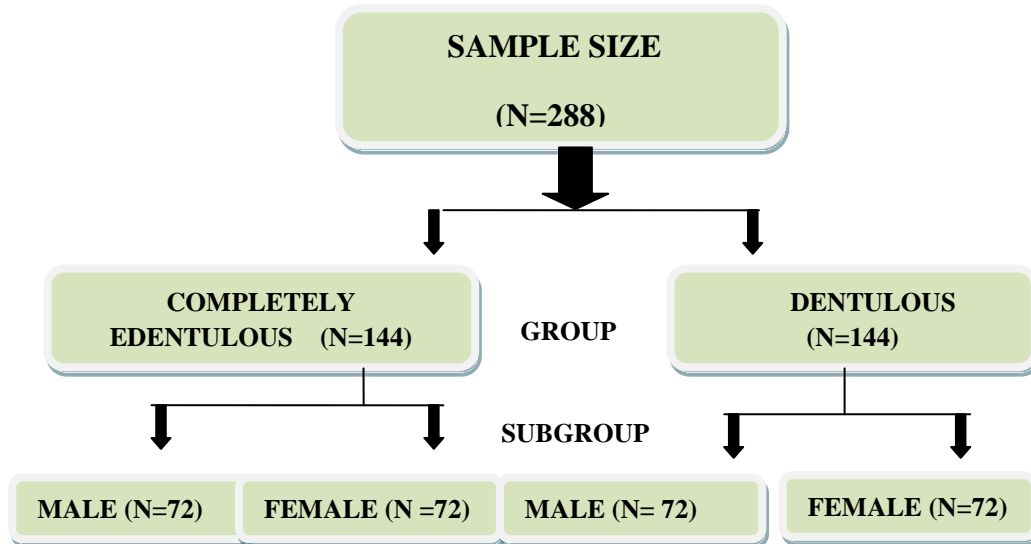 SAMPLE SIZE
(N=288)
COMPLETELY
EDENTULOUS (N=144)
DENTULOUS
(N=144)
GROUP
SUBGROUP
MALE (N=72)
FEMALE (N =72)
MALE (N= 72)
FEMALE (N=72)